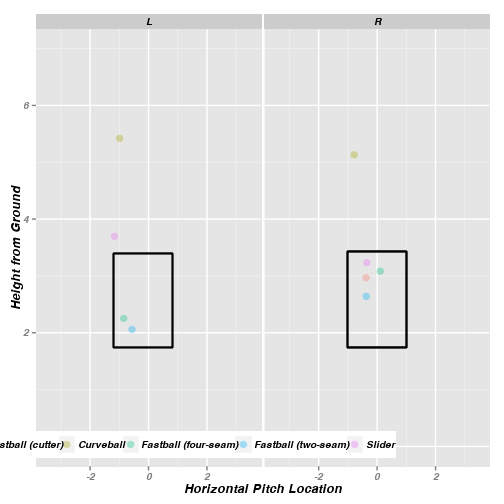 L R
6
4
2
Height from Ground
stball (cutter) Curveball Fastball (four-seam) Fastball (two-seam) Slider
-2 0 2 -2 0 2
Horizontal Pitch Location